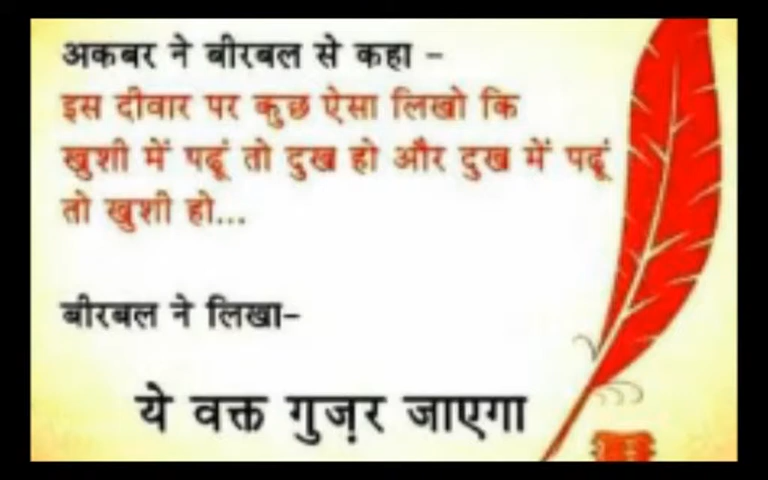 अकबर ने बीरबल से कहा -
इस दीवार पर कुछ ऐसा लिखो कि
खुशी में पढूं तो दुख हो और दुख में पढूं
तो खुशी हो...
बीरबल ने लिखा-
ये वक्त गुज़र जाएगा